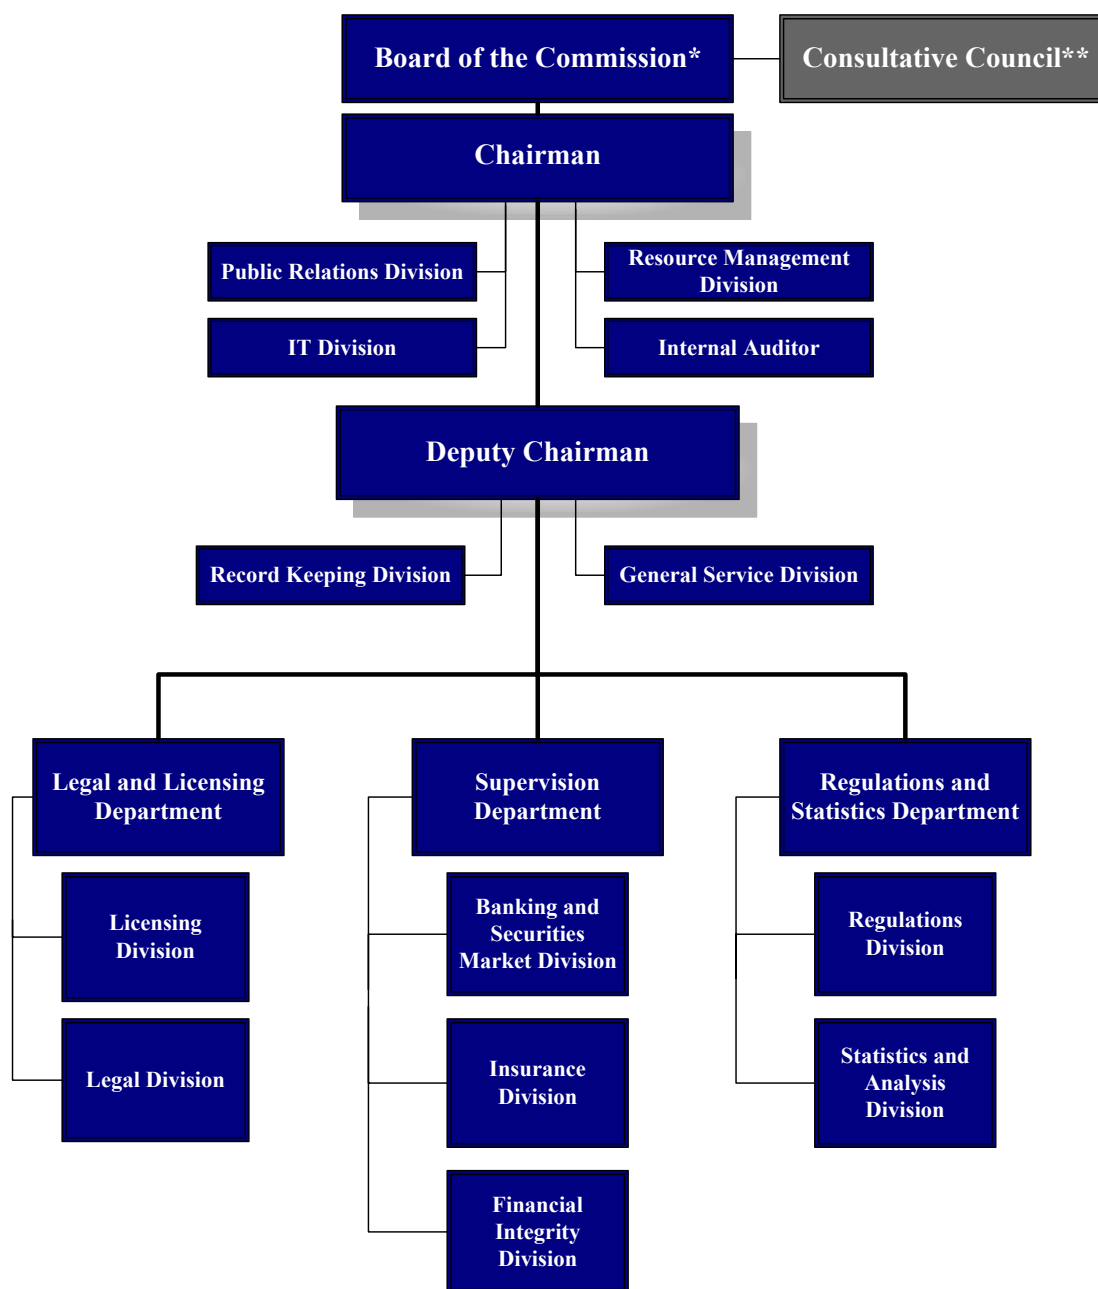 Board of the Commission*
Consultative Council**
Chairman
Public Relations Division
Resource Management
Division
IT Division
Internal Auditor
Deputy Chairman
Record Keeping Division
General Service Division
Legal and Licensing
Department
Supervision
Department
Regulations and
Statistics Department
Licensing
Division
Banking and
Securities
Market Division
Regulations
Division
Legal Division
Insurance
Division
Statistics and
Analysis
Division
Financial
Integrity
Division